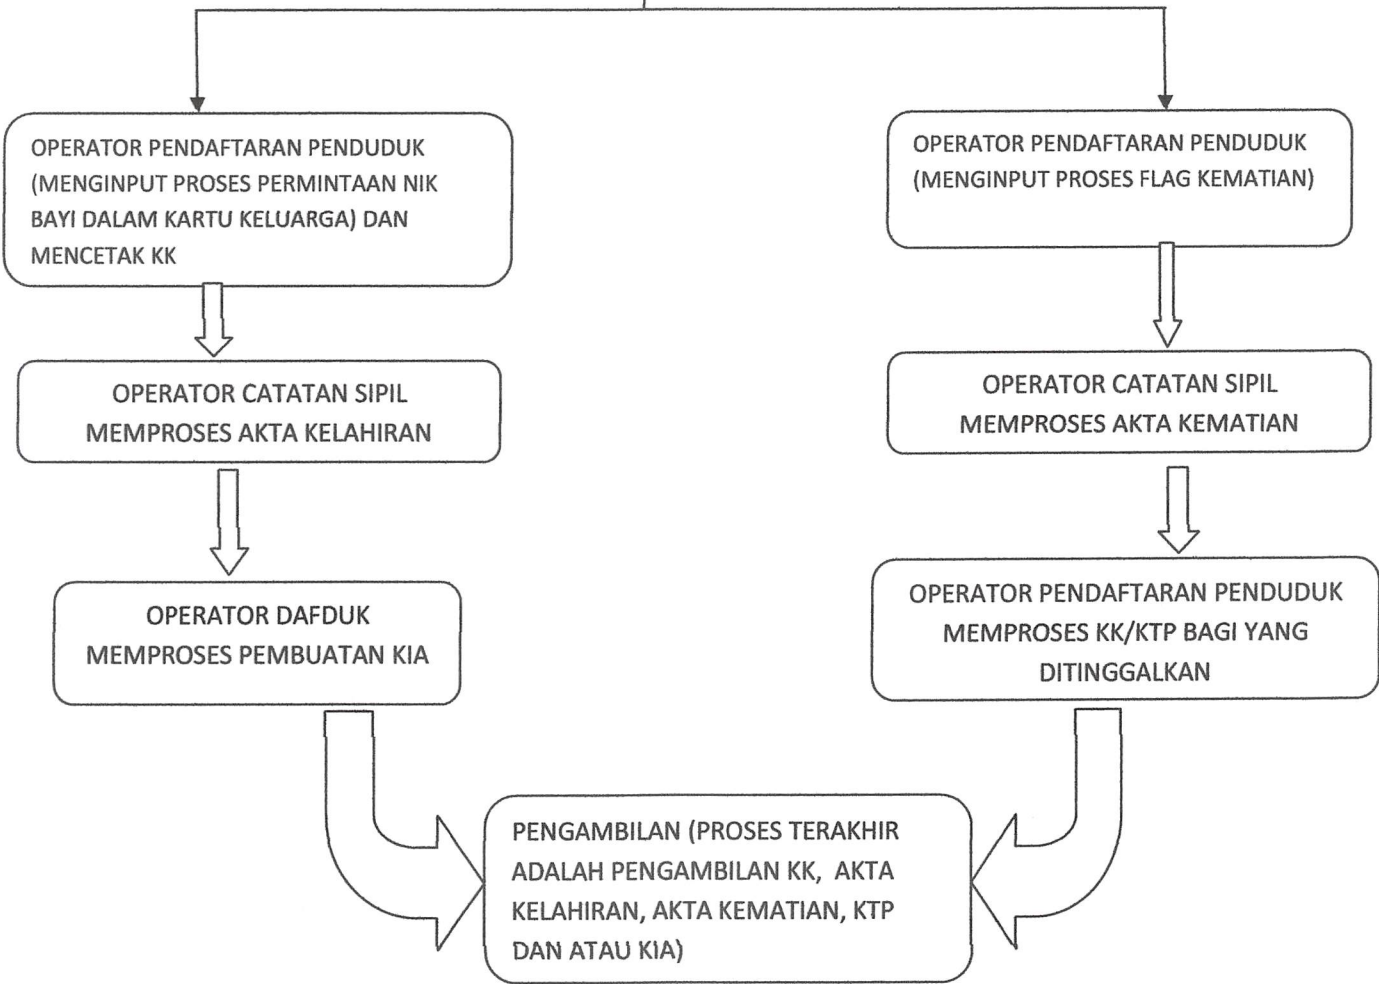 OPERATOR PENDAFTARAN PENDUDUK
(MENGINPUT PROSES PERMINTAAN NIK
BAYI DALAM KARTU KELUARGA) DAN
MENCETAK KK
OPERATOR CATATAN SIPIL
MEMPROSES AKTA KELAHIRAN
OPERATOR DAFDUK
MEMPROSES PEMBUATAN KIA
OPERATOR PENDAFTARAN PENDUDUK
(MENGINPUT PROSES FLAG KEMATIAN)
OPERATOR CATATAN SIPIL
MEMPROSES AKTA KEMATIAN
OPERATOR PENDAFTARAN PENDUDUK
MEMPROSES KK/KTP BAGI YANG
DITINGGALKAN
PENGAMBILAN (PROSES TERAKHIR
ADALAH PENGAMBILAN KK, AKTA
KELAHIRAN, AKTA KEMATIAN, KTP
DAN ATAU KIA)